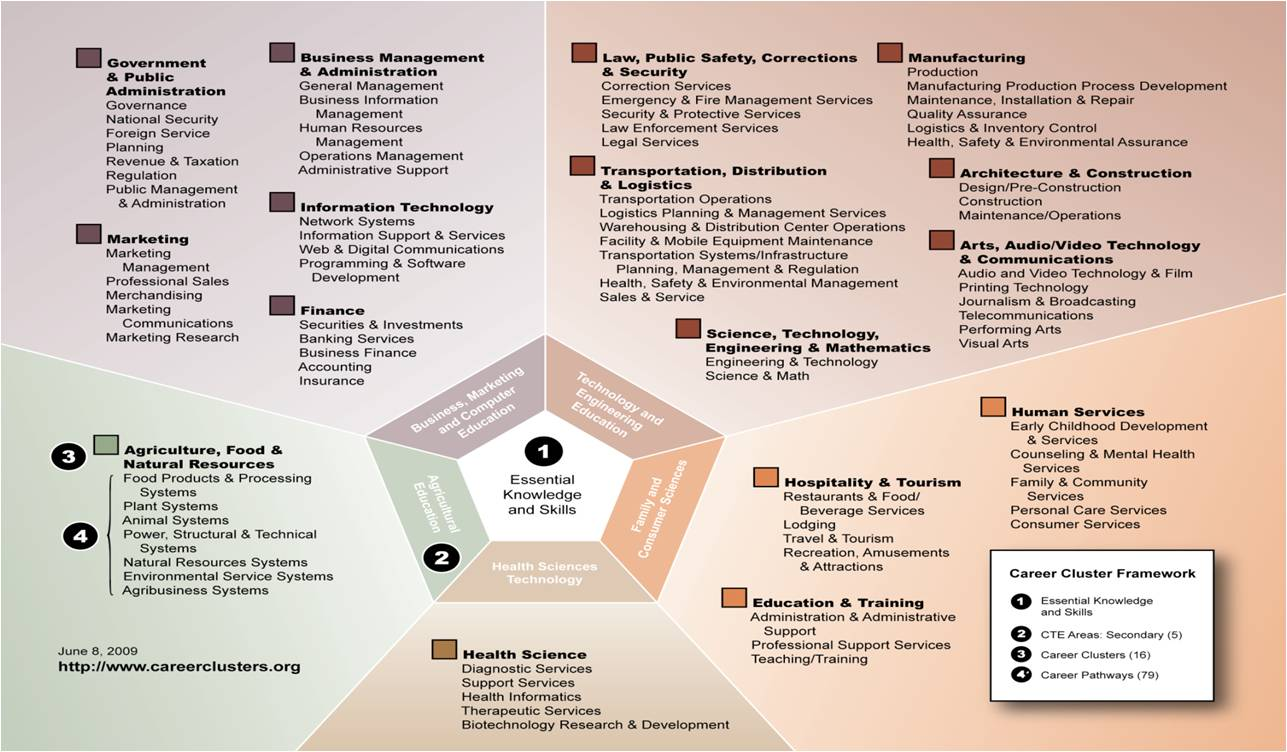 Government
& Public
Administration
Governance
National Security
Foreign Service
Planning
Revenue & Taxation
Regulation
Public Management
& Administration
Marketing
Marketing
Management
Professional Sales
Merchandising
Marketing
Communications
Marketing Research
Business Management
& Administration
General Management
Business Information
Management
Human Resources
Management
Operations Management
Administrative Support
Information Technology
Network Systems
Information Support & Services
Web & Digital Communications
Programming & Software
Development
Finance
Securities & Investments
Banking Services
Business Finance
Accounting
Insurance
Law, Public Safety, Corrections
& Security
Correction Services
Emergency & Fire Management Services
Security & Protective Services
Law Enforcement Services
Legal Services
Transportation, Distribution
& Logistics
Transportation Operations
Logistics Planning & Management Services
Warehousing & Distribution Center Operations
Facility & Mobile Equipment Maintenance
Transportation Systems/Infrastructure
Planning, Management & Regulation
Health, Safety & Environmental Management
Sales & Service
Science, Technology,
Engineering & Mathematics
Engineering & Technology
Science & Math
Manufacturing
Production
Manufacturing Production Process Development
Maintenance, Installation & Repair
Quality Assurance
Logistics & Inventory Control
Health, Safety & Environmental Assurance
Architecture & Construction
Design/Pre-Construction
Construction
Maintenance/Operations
Arts, Audio/Video Technology
& Communications
Audio and Video Technology & Film
Printing Technology
Journalism & Broadcasting
Telecommunications
Performing Arts
Visual Arts
Business, Marketing
and Computer
Education
Technology and
Engineering
Education
1
Essential
Knowledge
and Skills
Agricultural
Education
2
Family and
Consumer Sciences
Health Sciences
Technology
3
Agriculture, Food &
Natural Resources
4
Food Products & Processing
Systems
Plant Systems
Animal Systems
Power, Structural & Technical
Systems
Natural Resources Systems
Environmental Service Systems
Agribusiness Systems
June 8, 2009
http://www.careerclusters.org
Health Science
Diagnostic Services
Support Services
Health Informatics
Therapeutic Services
Biotechnology Research & Development
Hospitality & Tourism
Restaurants & Food/
Beverage Services
Lodging
Travel & Tourism
Recreation, Amusements
& Attractions
Education & Training
Administration & Administrative
Support
Professional Support Services
Teaching/Training
Human Services
Early Childhood Development
& Services
Counseling & Mental Health
Services
Family & Community
Services
Personal Care Services
Consumer Services
Career Cluster Framework
1 Essential Knowledge
and Skills
2 CTE Areas: Secondary (5)
3 Career Clusters (16)
4 Career Pathways (79)